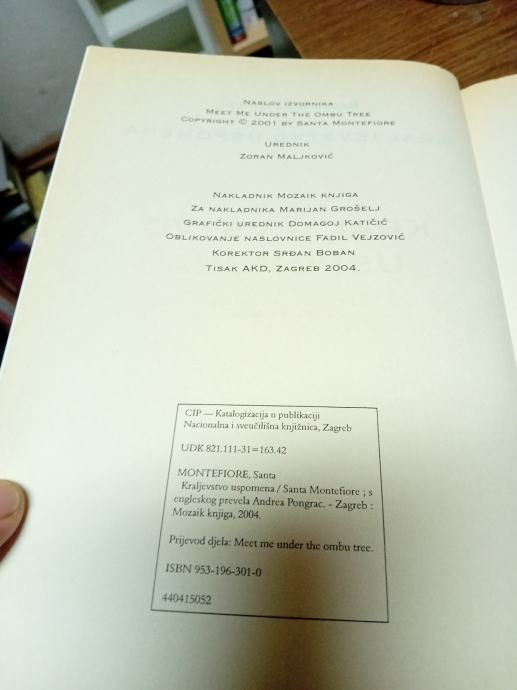 Naslov izvornika
Meet Me Under The Ombu Tree
Copyright © 2001 by Santa Montefiore
Urednik
Zoran Maljković
Nakladnik Mozaik knjiga
Za nakladnika Marijan Grošelj
Grafički urednik Domagoj Katičić
Oblikovanje naslovnice Fadil Vejzović
Korektor Srđan Boban
Tisak AKD, Zagreb 2004.
CIP — Katalogizacija u publikaciji
Nacionalna i sveučilišna knjižnica, Zagreb
UDK 821.111-31=163.42
MONTEFIORE, Santa
Kraljevstvo uspomena / Santa Montefiore ; s
engleskog prevela Andrea Pongrac. - Zagreb :
Mozaik knjiga, 2004.
Prijevod djela: Meet me under the ombu tree.
ISBN 953-196-301-0
440415052